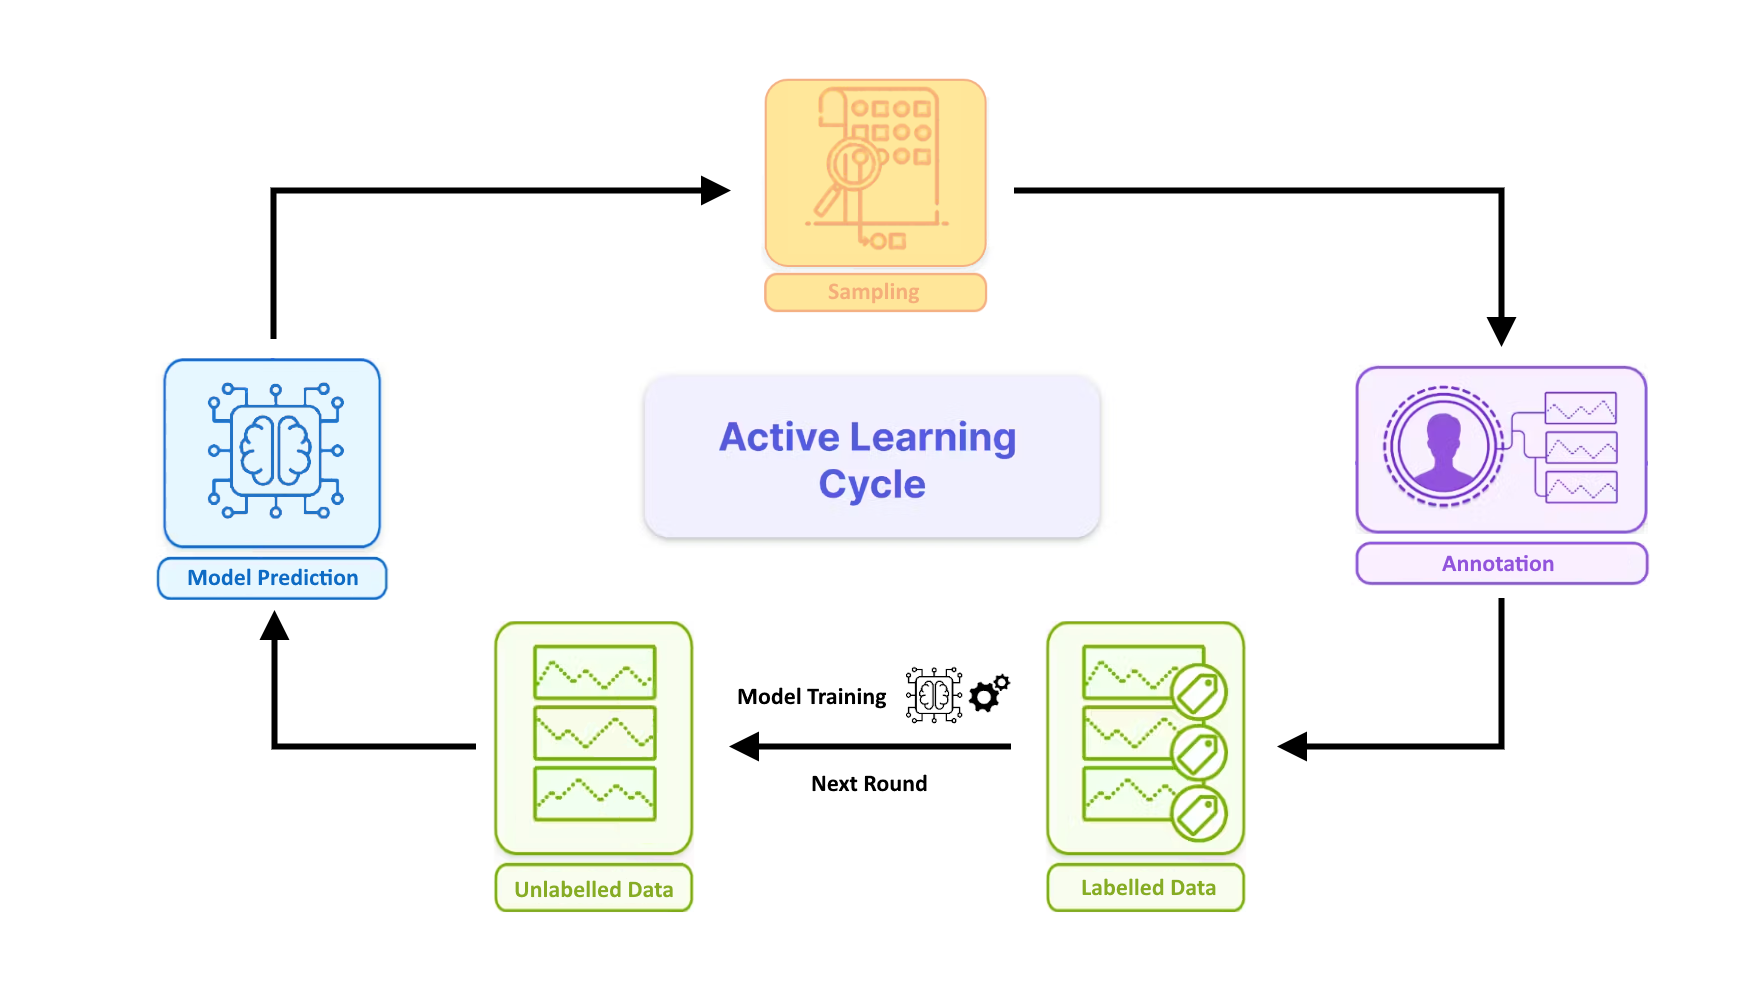 Sampling
Active Learning
Cycle
Model Prediction
Annotation
Model Training
Next Round
Unlabelled Data
Labelled Data